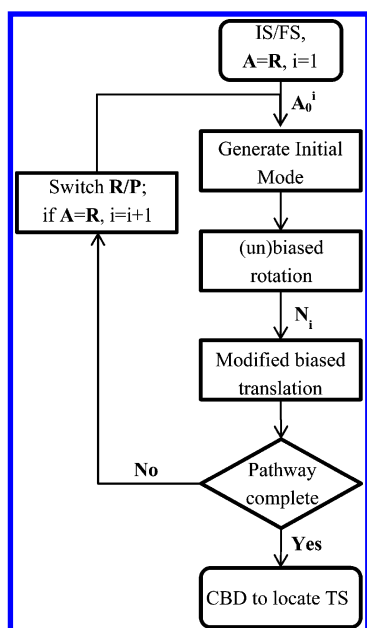 IS/FS,
A=R, i=1
A₀ⁱ
Generate Initial
Mode
Switch R/P;
if A=R, i=i+1
(un)biased
rotation
Nᵢ
Modified biased
translation
No
Pathway
complete
Yes
CBD to locate TS